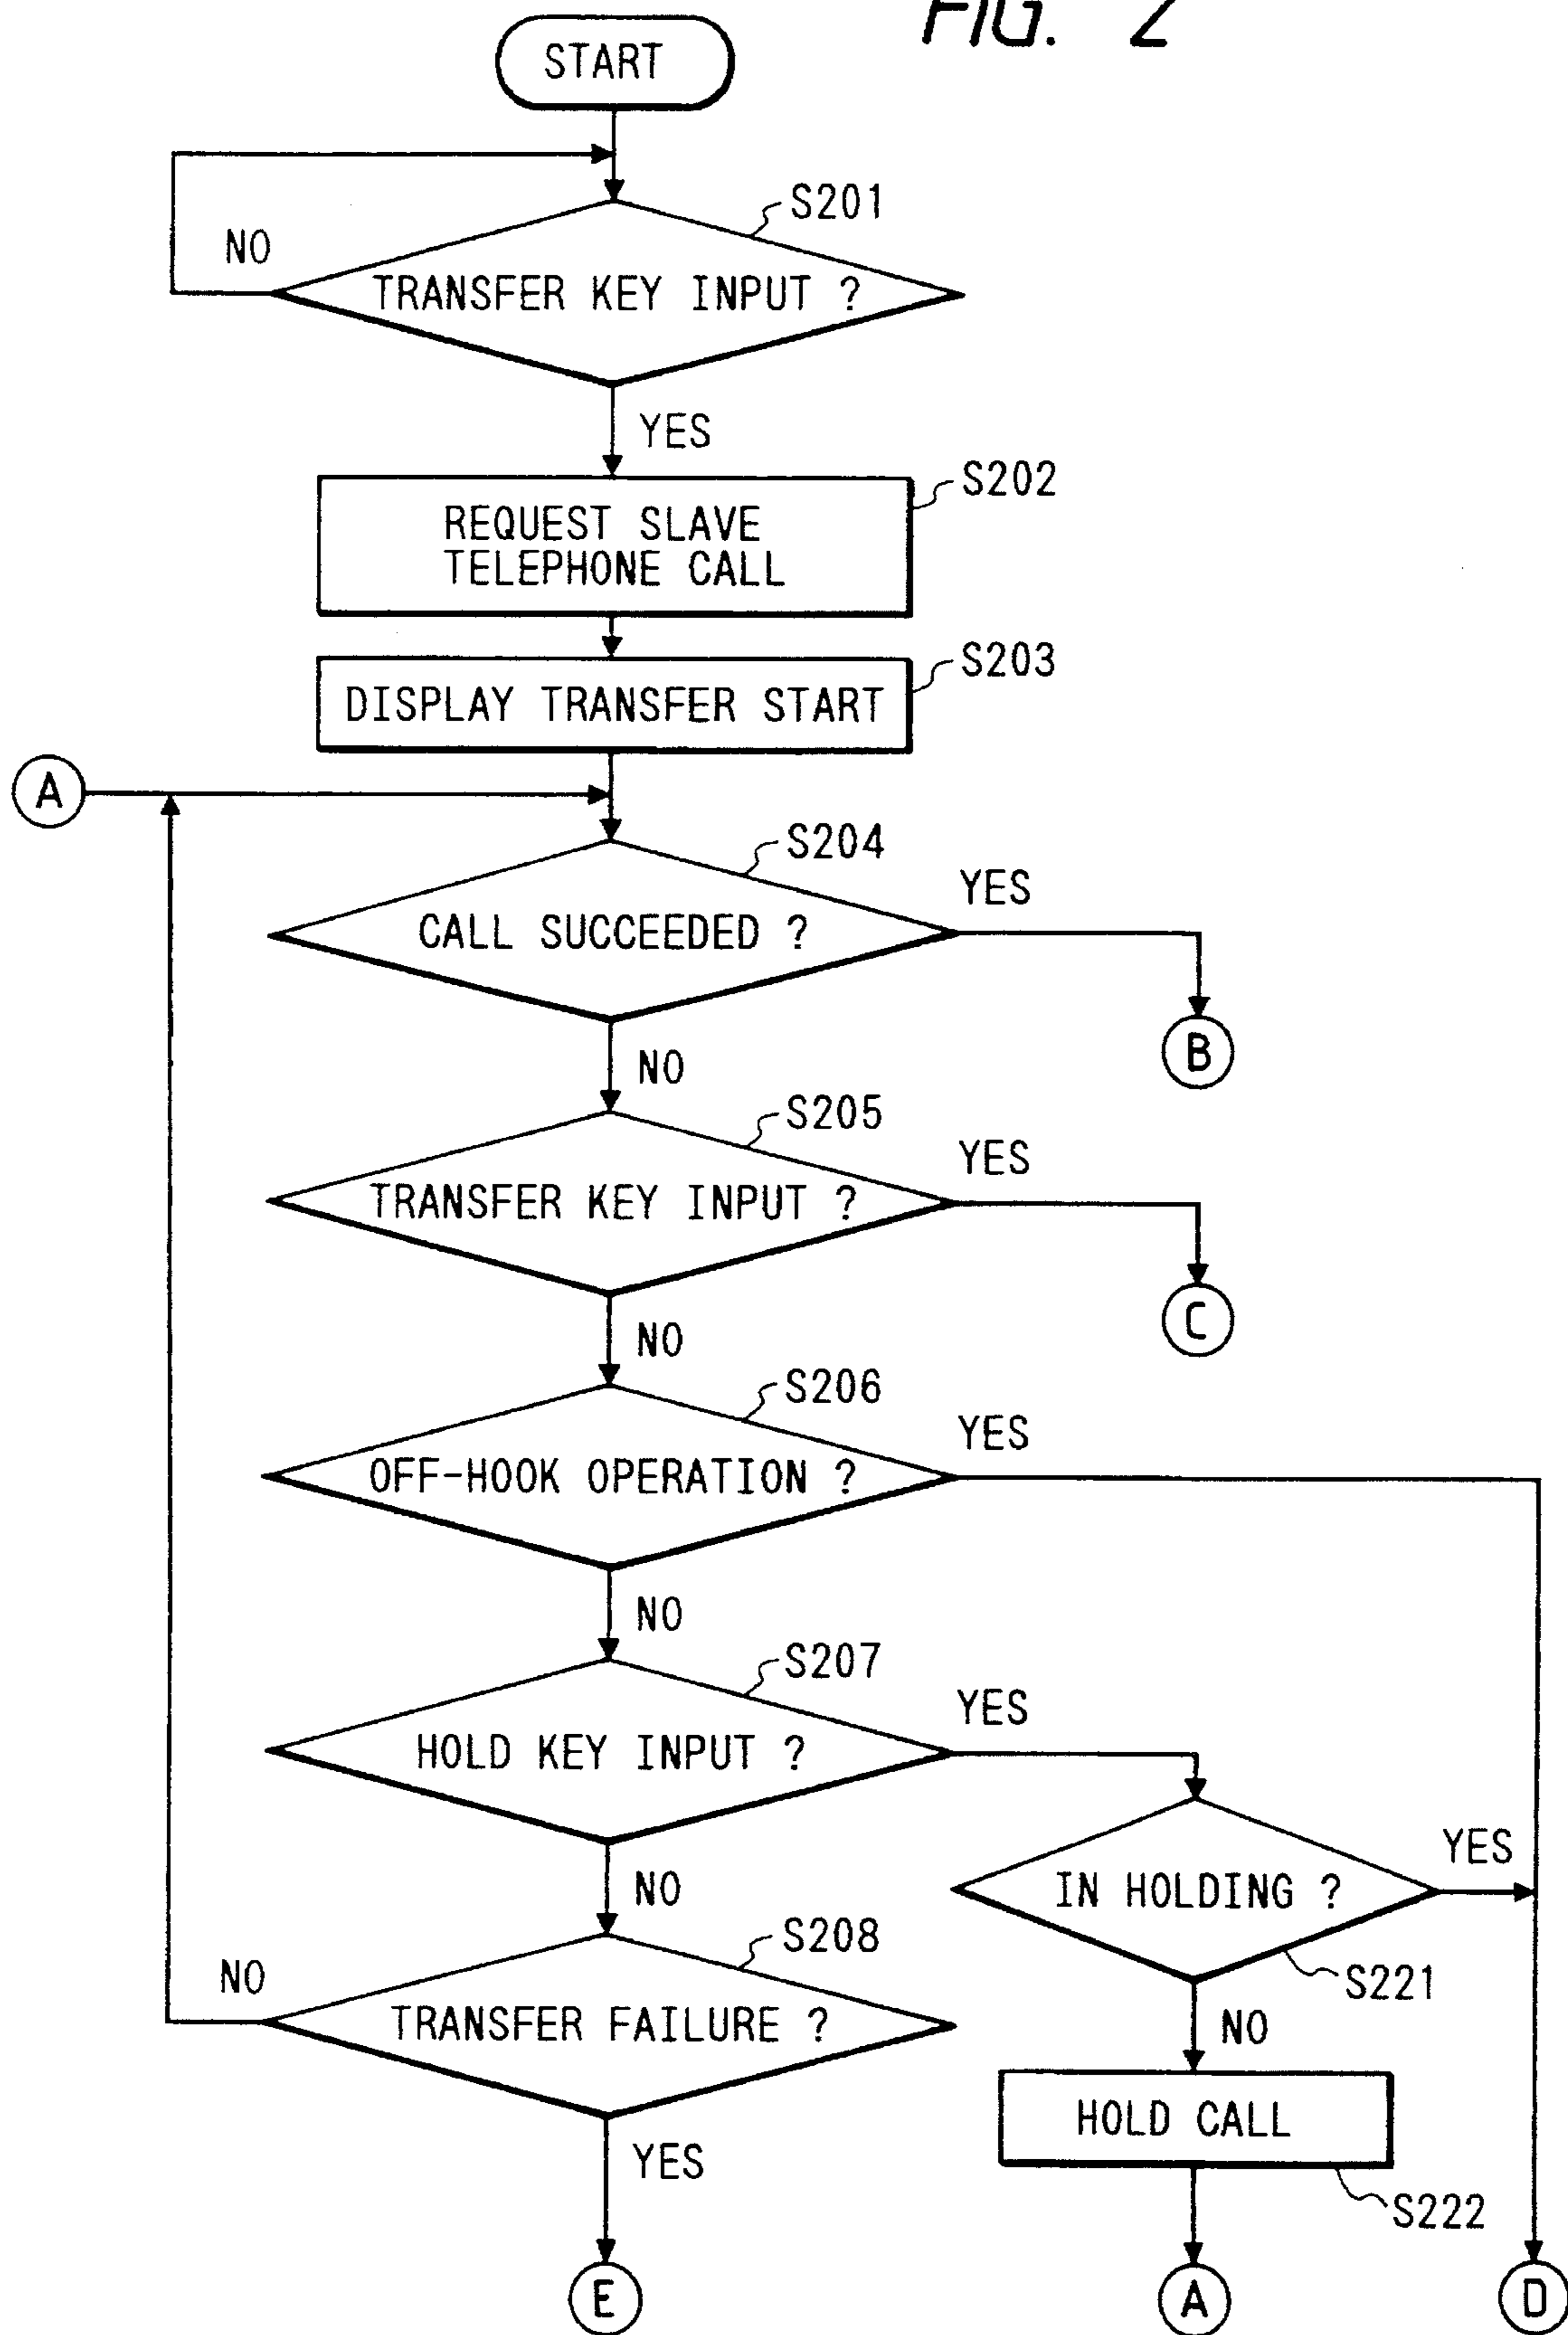 FIG. 2
START
S201
NO
TRANSFER KEY INPUT ?
YES
S202
REQUEST SLAVE
TELEPHONE CALL
S203
DISPLAY TRANSFER START
A
S204
YES
CALL SUCCEEDED ?
B
NO
S205
YES
TRANSFER KEY INPUT ?
C
NO
S206
YES
OFF-HOOK OPERATION ?
NO
S207
YES
HOLD KEY INPUT ?
YES
IN HOLDING ?
NO
S208
S221
NO
TRANSFER FAILURE ?
NO
HOLD CALL
YES
S222
E
A
D